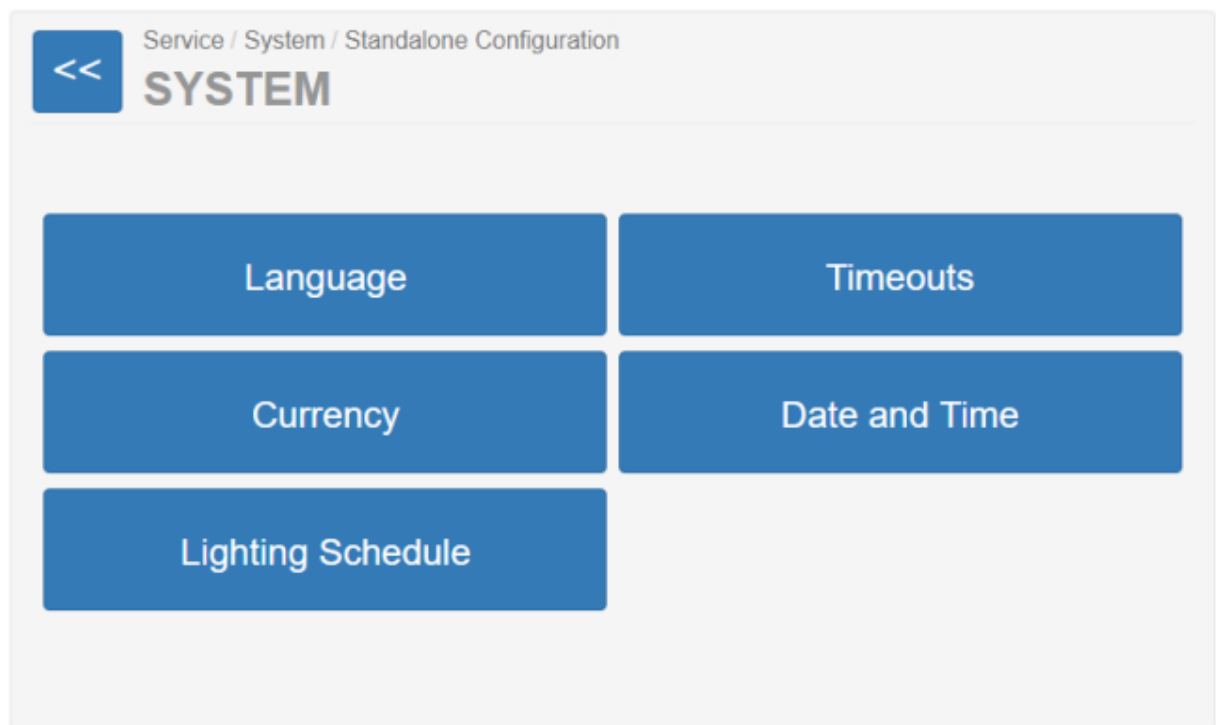 <<
Service / System / Standalone Configuration
SYSTEM
Language
Timeouts
Currency
Date and Time
Lighting Schedule